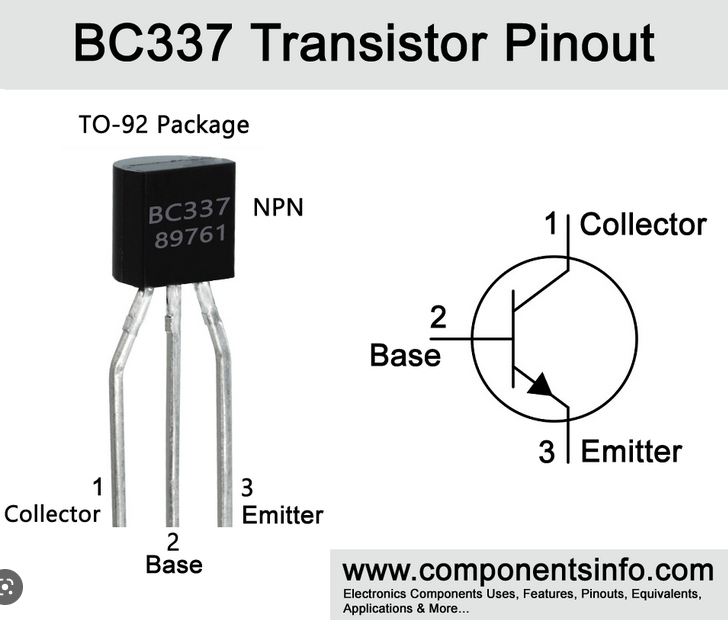 BC337 Transistor Pinout
TO-92 Package
BC337
89761
NPN
1
Collector
2
Base
3
Emitter
1
Collector
2
Base
3
Emitter
www.componentsinfo.com
Electronics Components Uses, Features, Pinouts, Equivalents,
Applications & More...